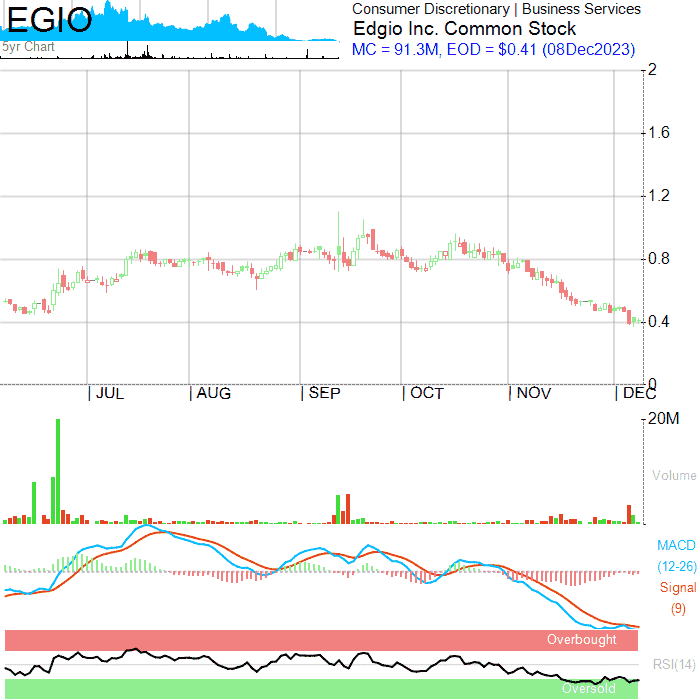 EGIO
5yr Chart
Consumer Discretionary | Business Services
Edgio Inc. Common Stock
MC = 91.3M, EOD = $0.41 (08Dec2023)
2
1.6
1.2
0.8
0.4
0
| JUL | AUG | SEP | OCT | NOV | DEC
20M
Volume
MACD
(12-26)
Signal
(9)
Overbought
RSI(14)
Oversold